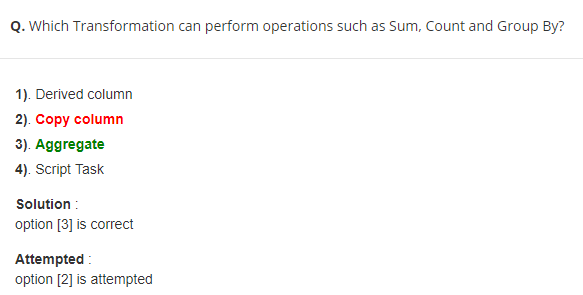 Q. Which Transformation can perform operations such as Sum, Count and Group By?
1). Derived column
2). Copy column
3). Aggregate
4). Script Task
Solution :
option [3] is correct
Attempted :
option [2] is attempted